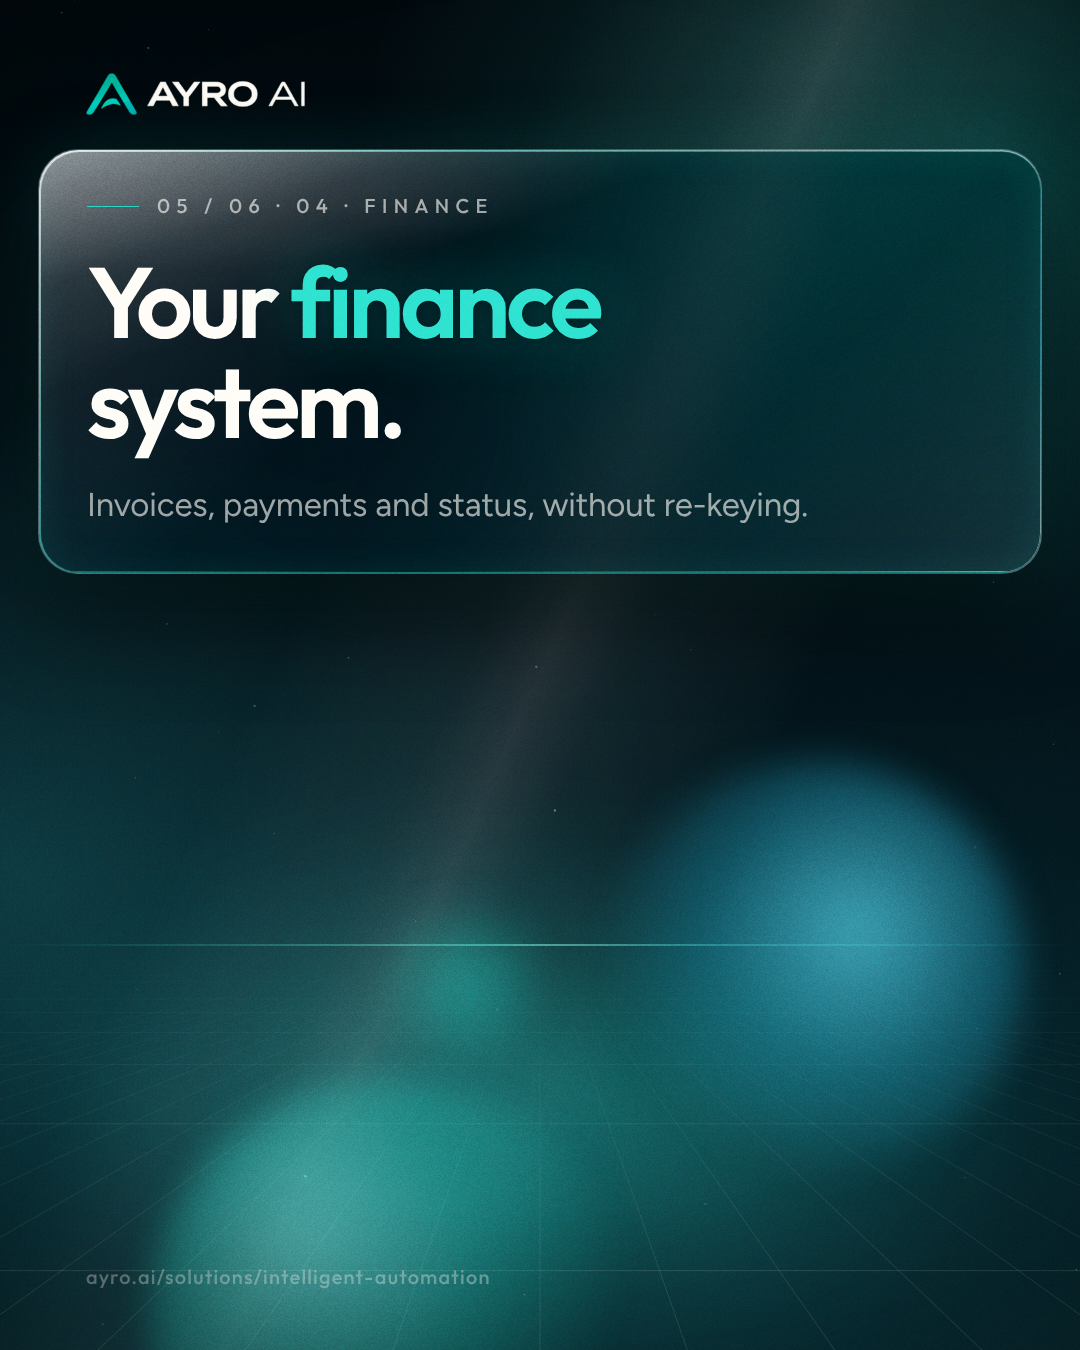 AYRO AI
05 / 06 · 04 · FINANCE
Your finance
system.
Invoices, payments and status, without re-keying.
ayro.ai/solutions/intelligent-automation